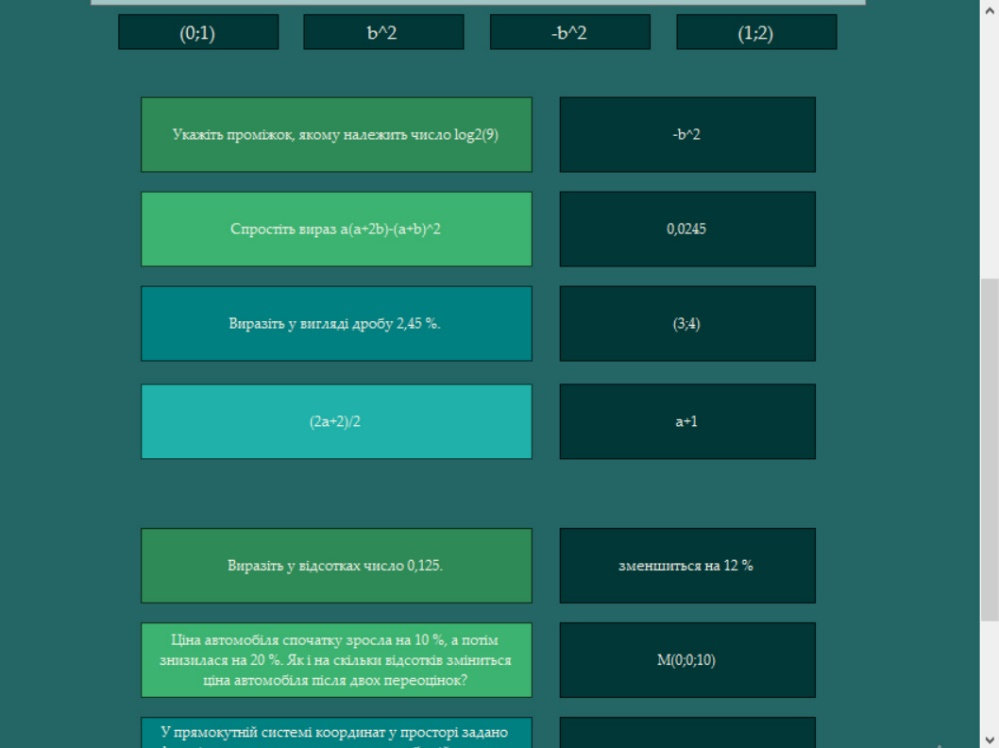 (0;1) b^2 -b^2 (1;2)
Укажіть проміжок, якому належить число log2(9)
-b^2
Спростіть вираз a(a+2b)-(a+b)^2
0,0245
Виразіть у вигляді дробу 2,45 %.
(3;4)
(2a+2)/2
a+1
Виразіть у відсотках число 0,125.
зменшиться на 12 %
Ціна автомобіля спочатку зросла на 10 %, а потім
знизилася на 20 %. Як і на скільки відсотків зміниться
ціна автомобіля після двох переоцінок?
M(0;0;10)
У прямокутній системі координат у просторі задано